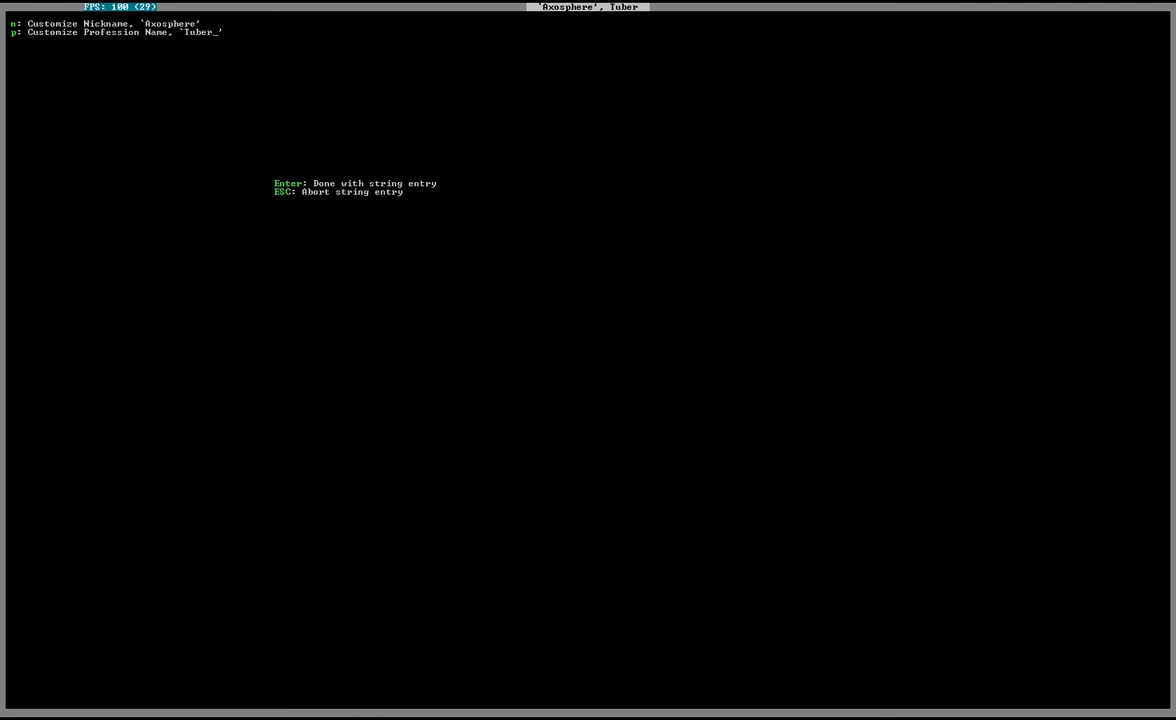 FPS: 100 (29)
`Axosphere', Tuber
n: Customize Nickname, `Axosphere'
p: Customize Profession Name, `Tuber_'
Enter: Done with string entry
ESC: Abort string entry